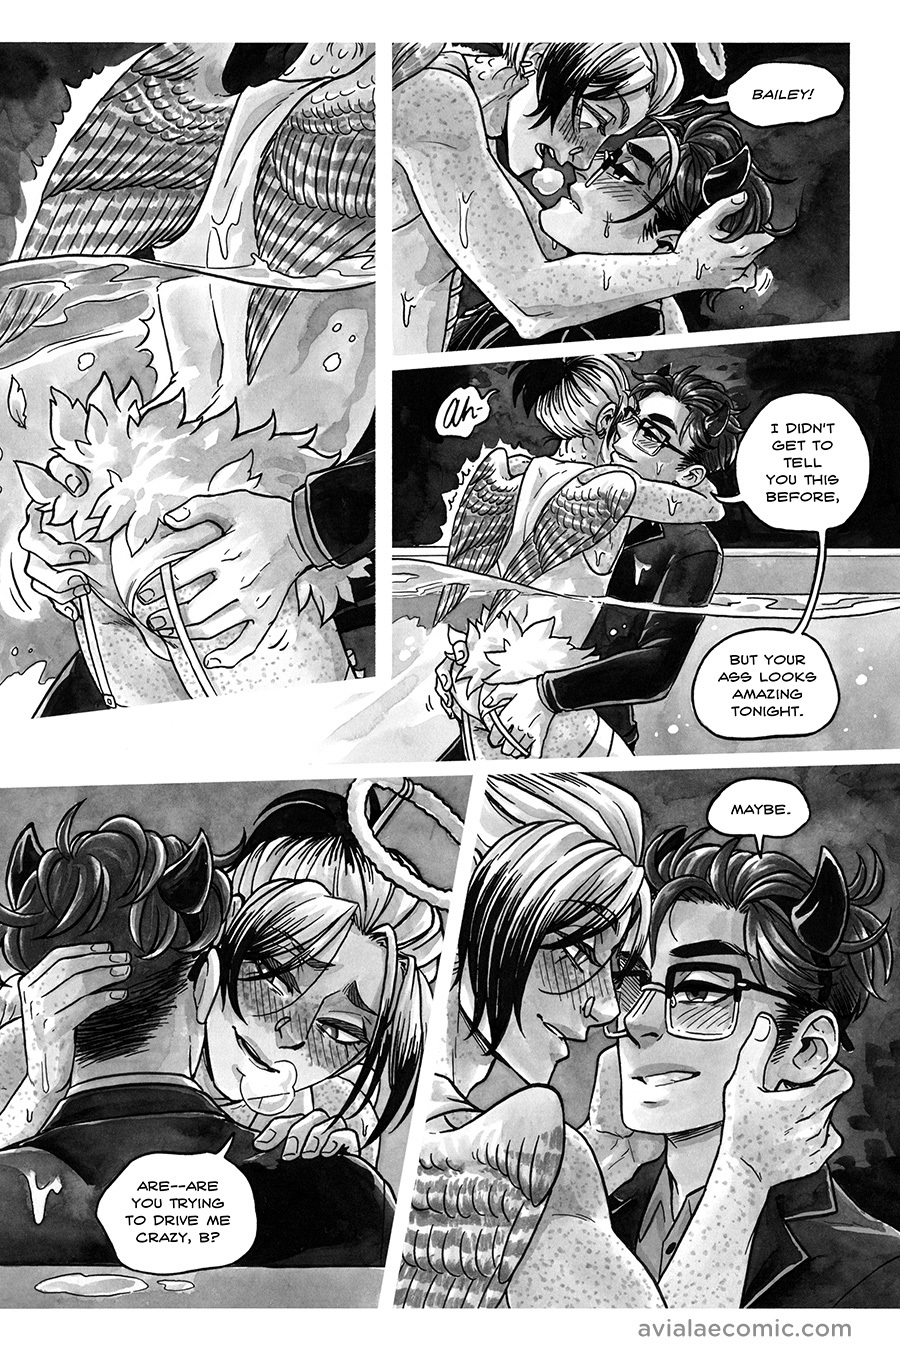 BAILEY!
Ah-
I DIDN'T
GET TO
TELL
YOU THIS
BEFORE,
BUT YOUR
ASS LOOKS
AMAZING
TONIGHT.
ARE--ARE
YOU TRYING
TO DRIVE ME
CRAZY, B?
MAYBE.
avialaecomic.com